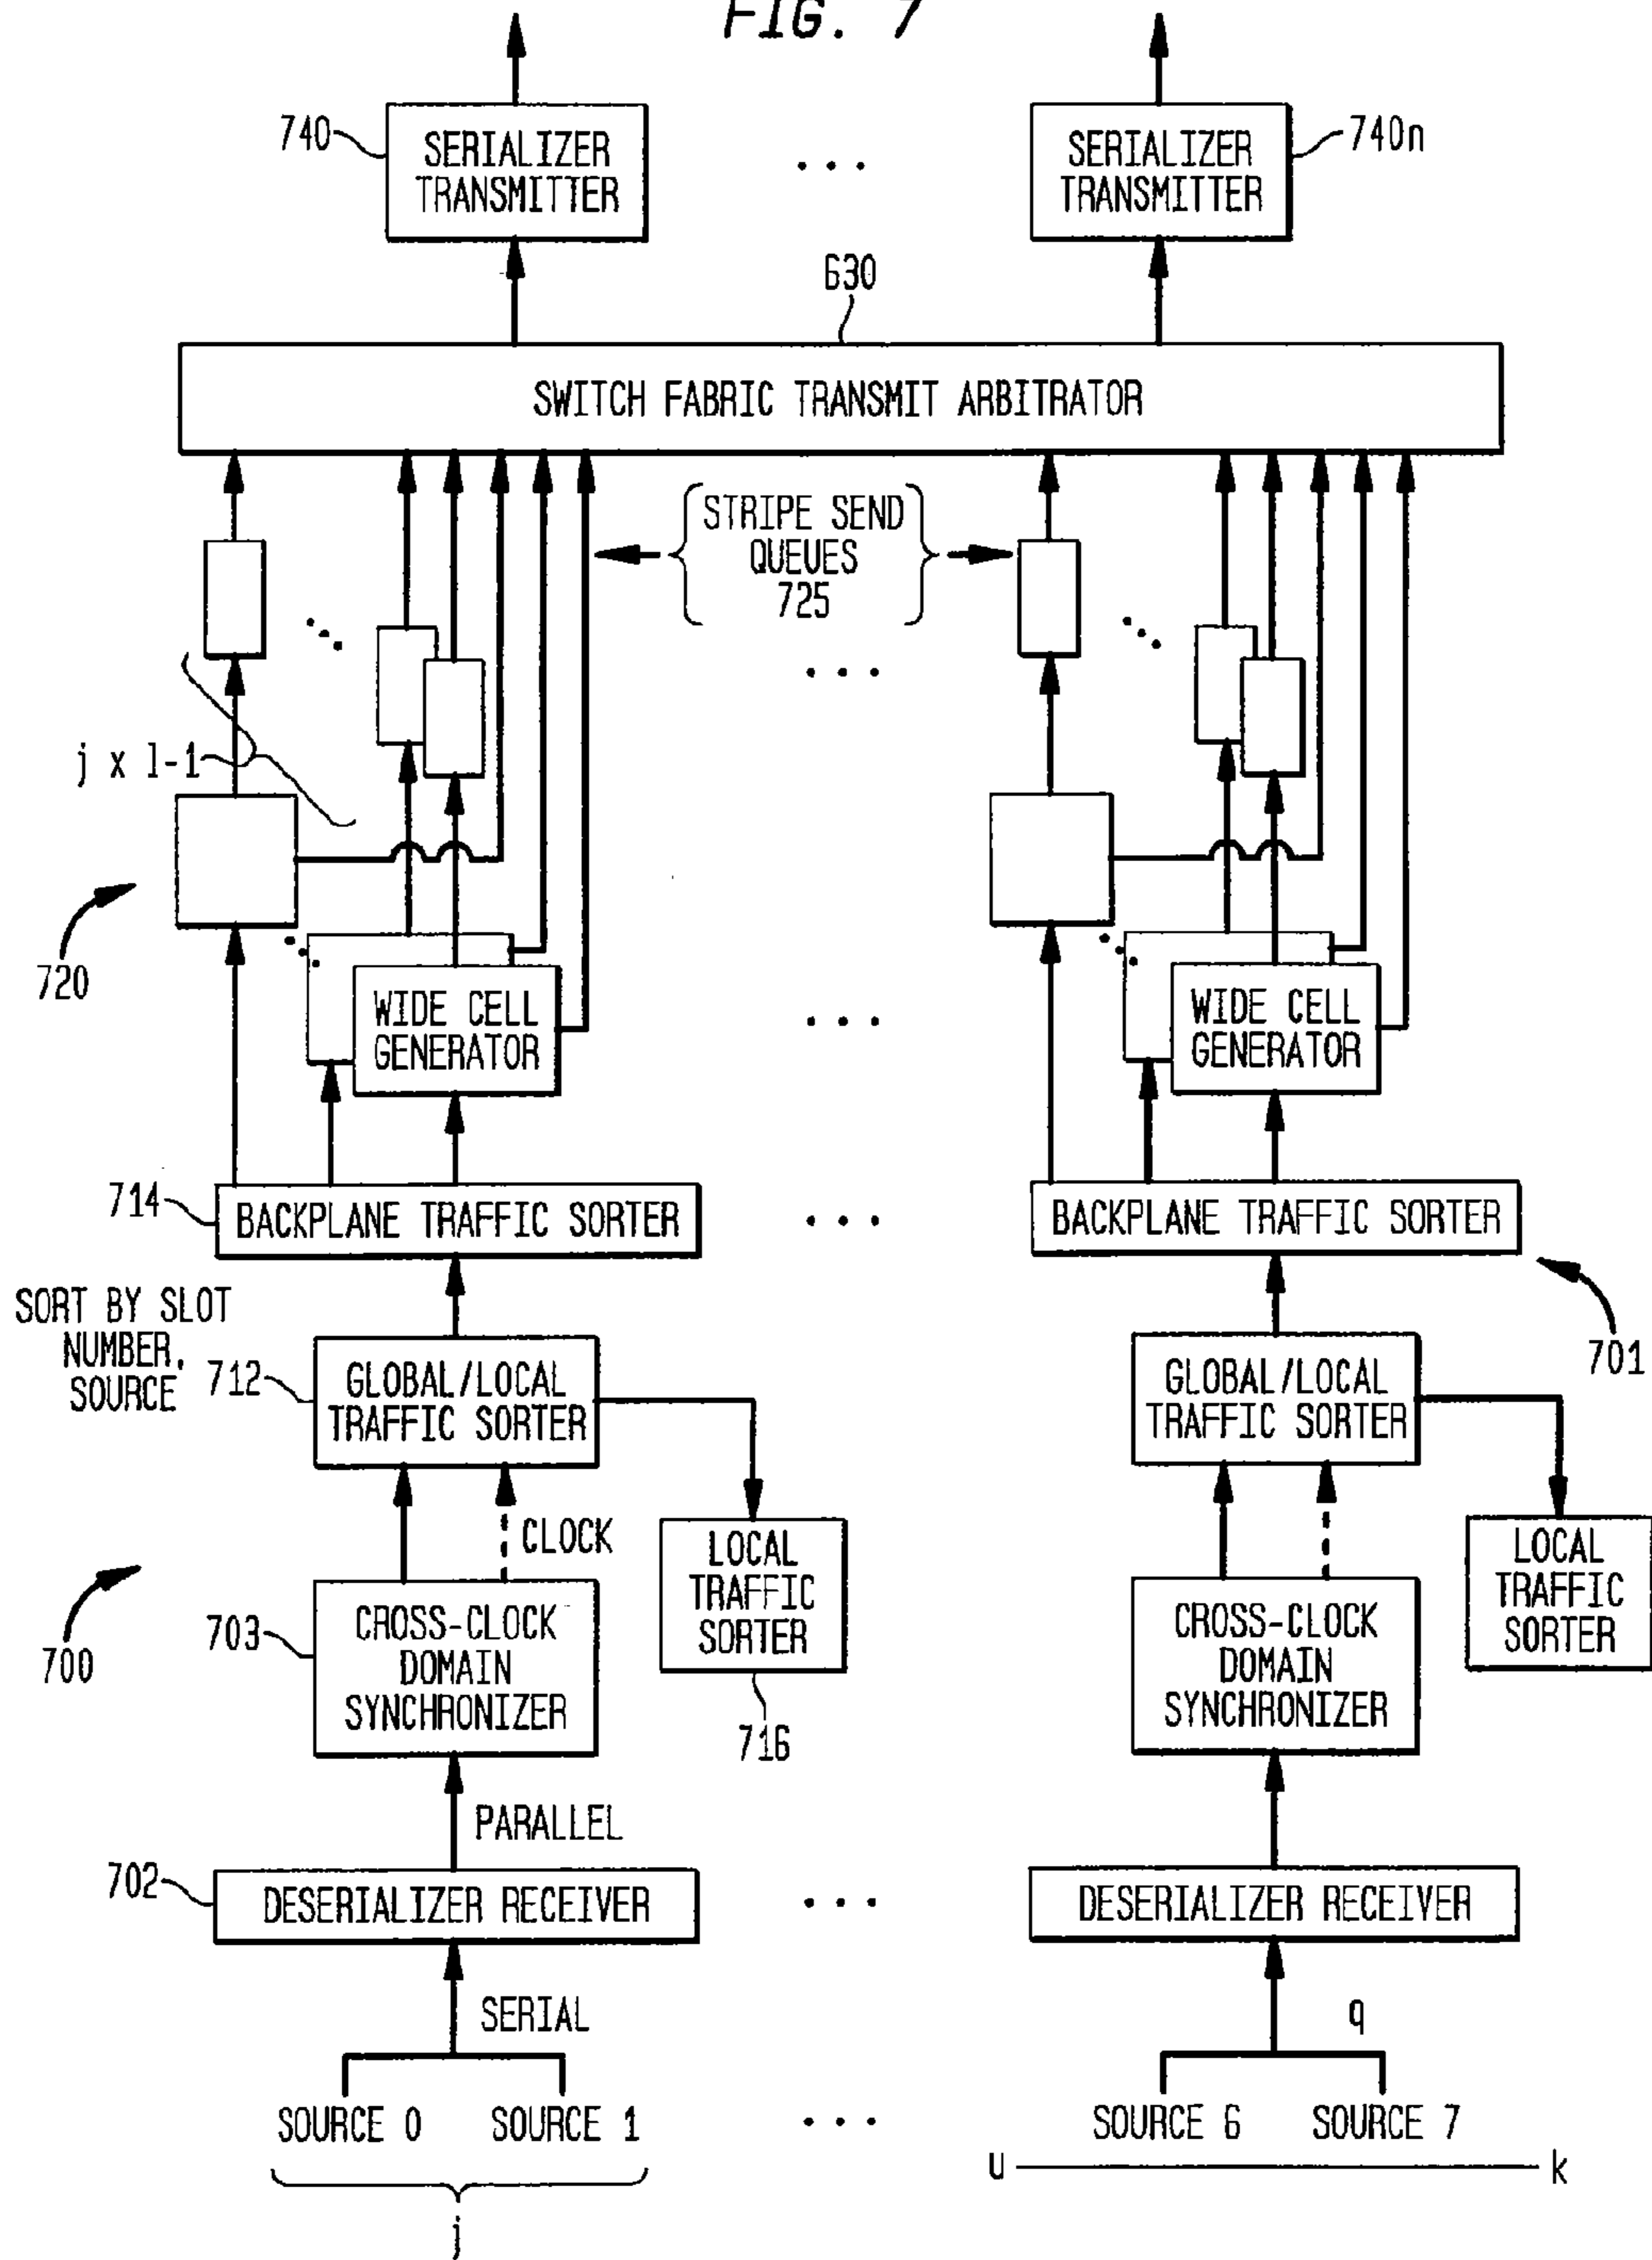 FIG. 7
740
SERIALIZER
TRANSMITTER
...
SERIALIZER
TRANSMITTER
740n
630
SWITCH FABRIC TRANSMIT ARBITRATOR
STRIPE SEND
QUEUES
725
...
j x l-1
720
WIDE CELL
GENERATOR
...
WIDE CELL
GENERATOR
714
BACKPLANE TRAFFIC SORTER
...
BACKPLANE TRAFFIC SORTER
701
SORT BY SLOT
NUMBER,
SOURCE
712
GLOBAL/LOCAL
TRAFFIC SORTER
GLOBAL/LOCAL
TRAFFIC SORTER
CLOCK
700
703
CROSS-CLOCK
DOMAIN
SYNCHRONIZER
LOCAL
TRAFFIC
SORTER
716
CROSS-CLOCK
DOMAIN
SYNCHRONIZER
LOCAL
TRAFFIC
SORTER
PARALLEL
702
DESERIALIZER RECEIVER
...
DESERIALIZER RECEIVER
SERIAL
q
SOURCE 0 SOURCE 1
...
SOURCE 6 SOURCE 7
u k
j